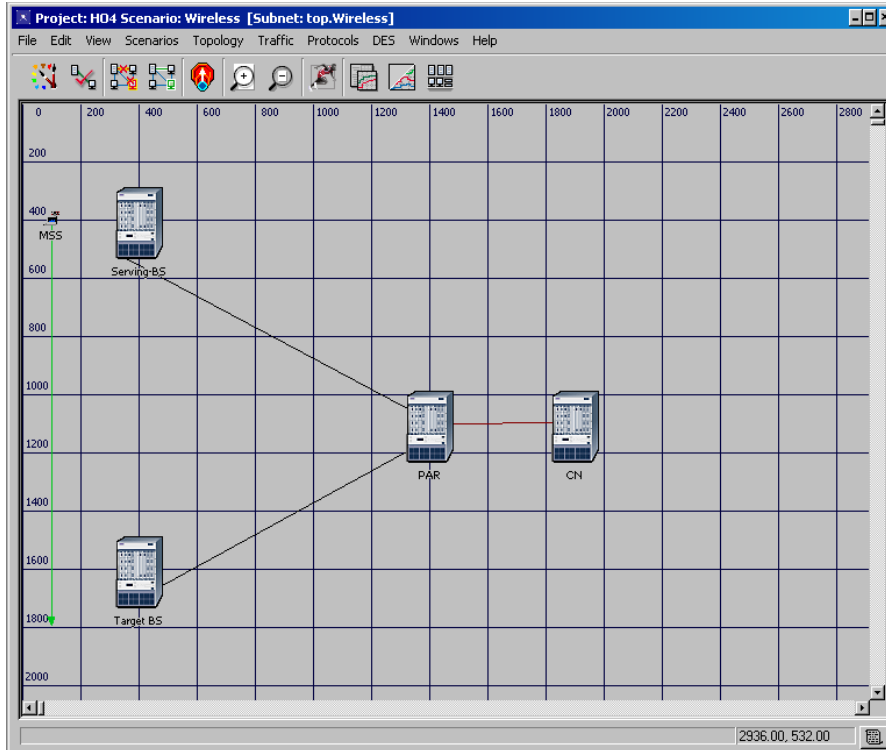 Project: HO4 Scenario: Wireless [Subnet: top.Wireless]
File Edit View Scenarios Topology Traffic Protocols DES Windows Help
0 200 400 600 800 1000 1200 1400 1600 1800 2000 2200 2400 2600 2800
200
400
MSS
Serving-BS
600
800
1000
1200
PAR
CN
1400
1600
1800
Target BS
2000
2936.00, 532.00